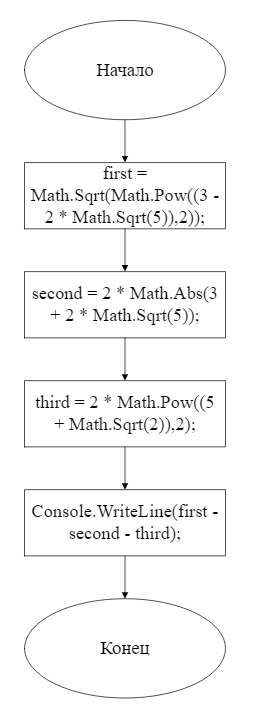 Начало
first =
Math.Sqrt(Math.Pow((3 -
2 * Math.Sqrt(5)),2));
second = 2 * Math.Abs(3
+ 2 * Math.Sqrt(5));
third = 2 * Math.Pow((5
+ Math.Sqrt(2)),2);
Console.WriteLine(first -
second - third);
Конец